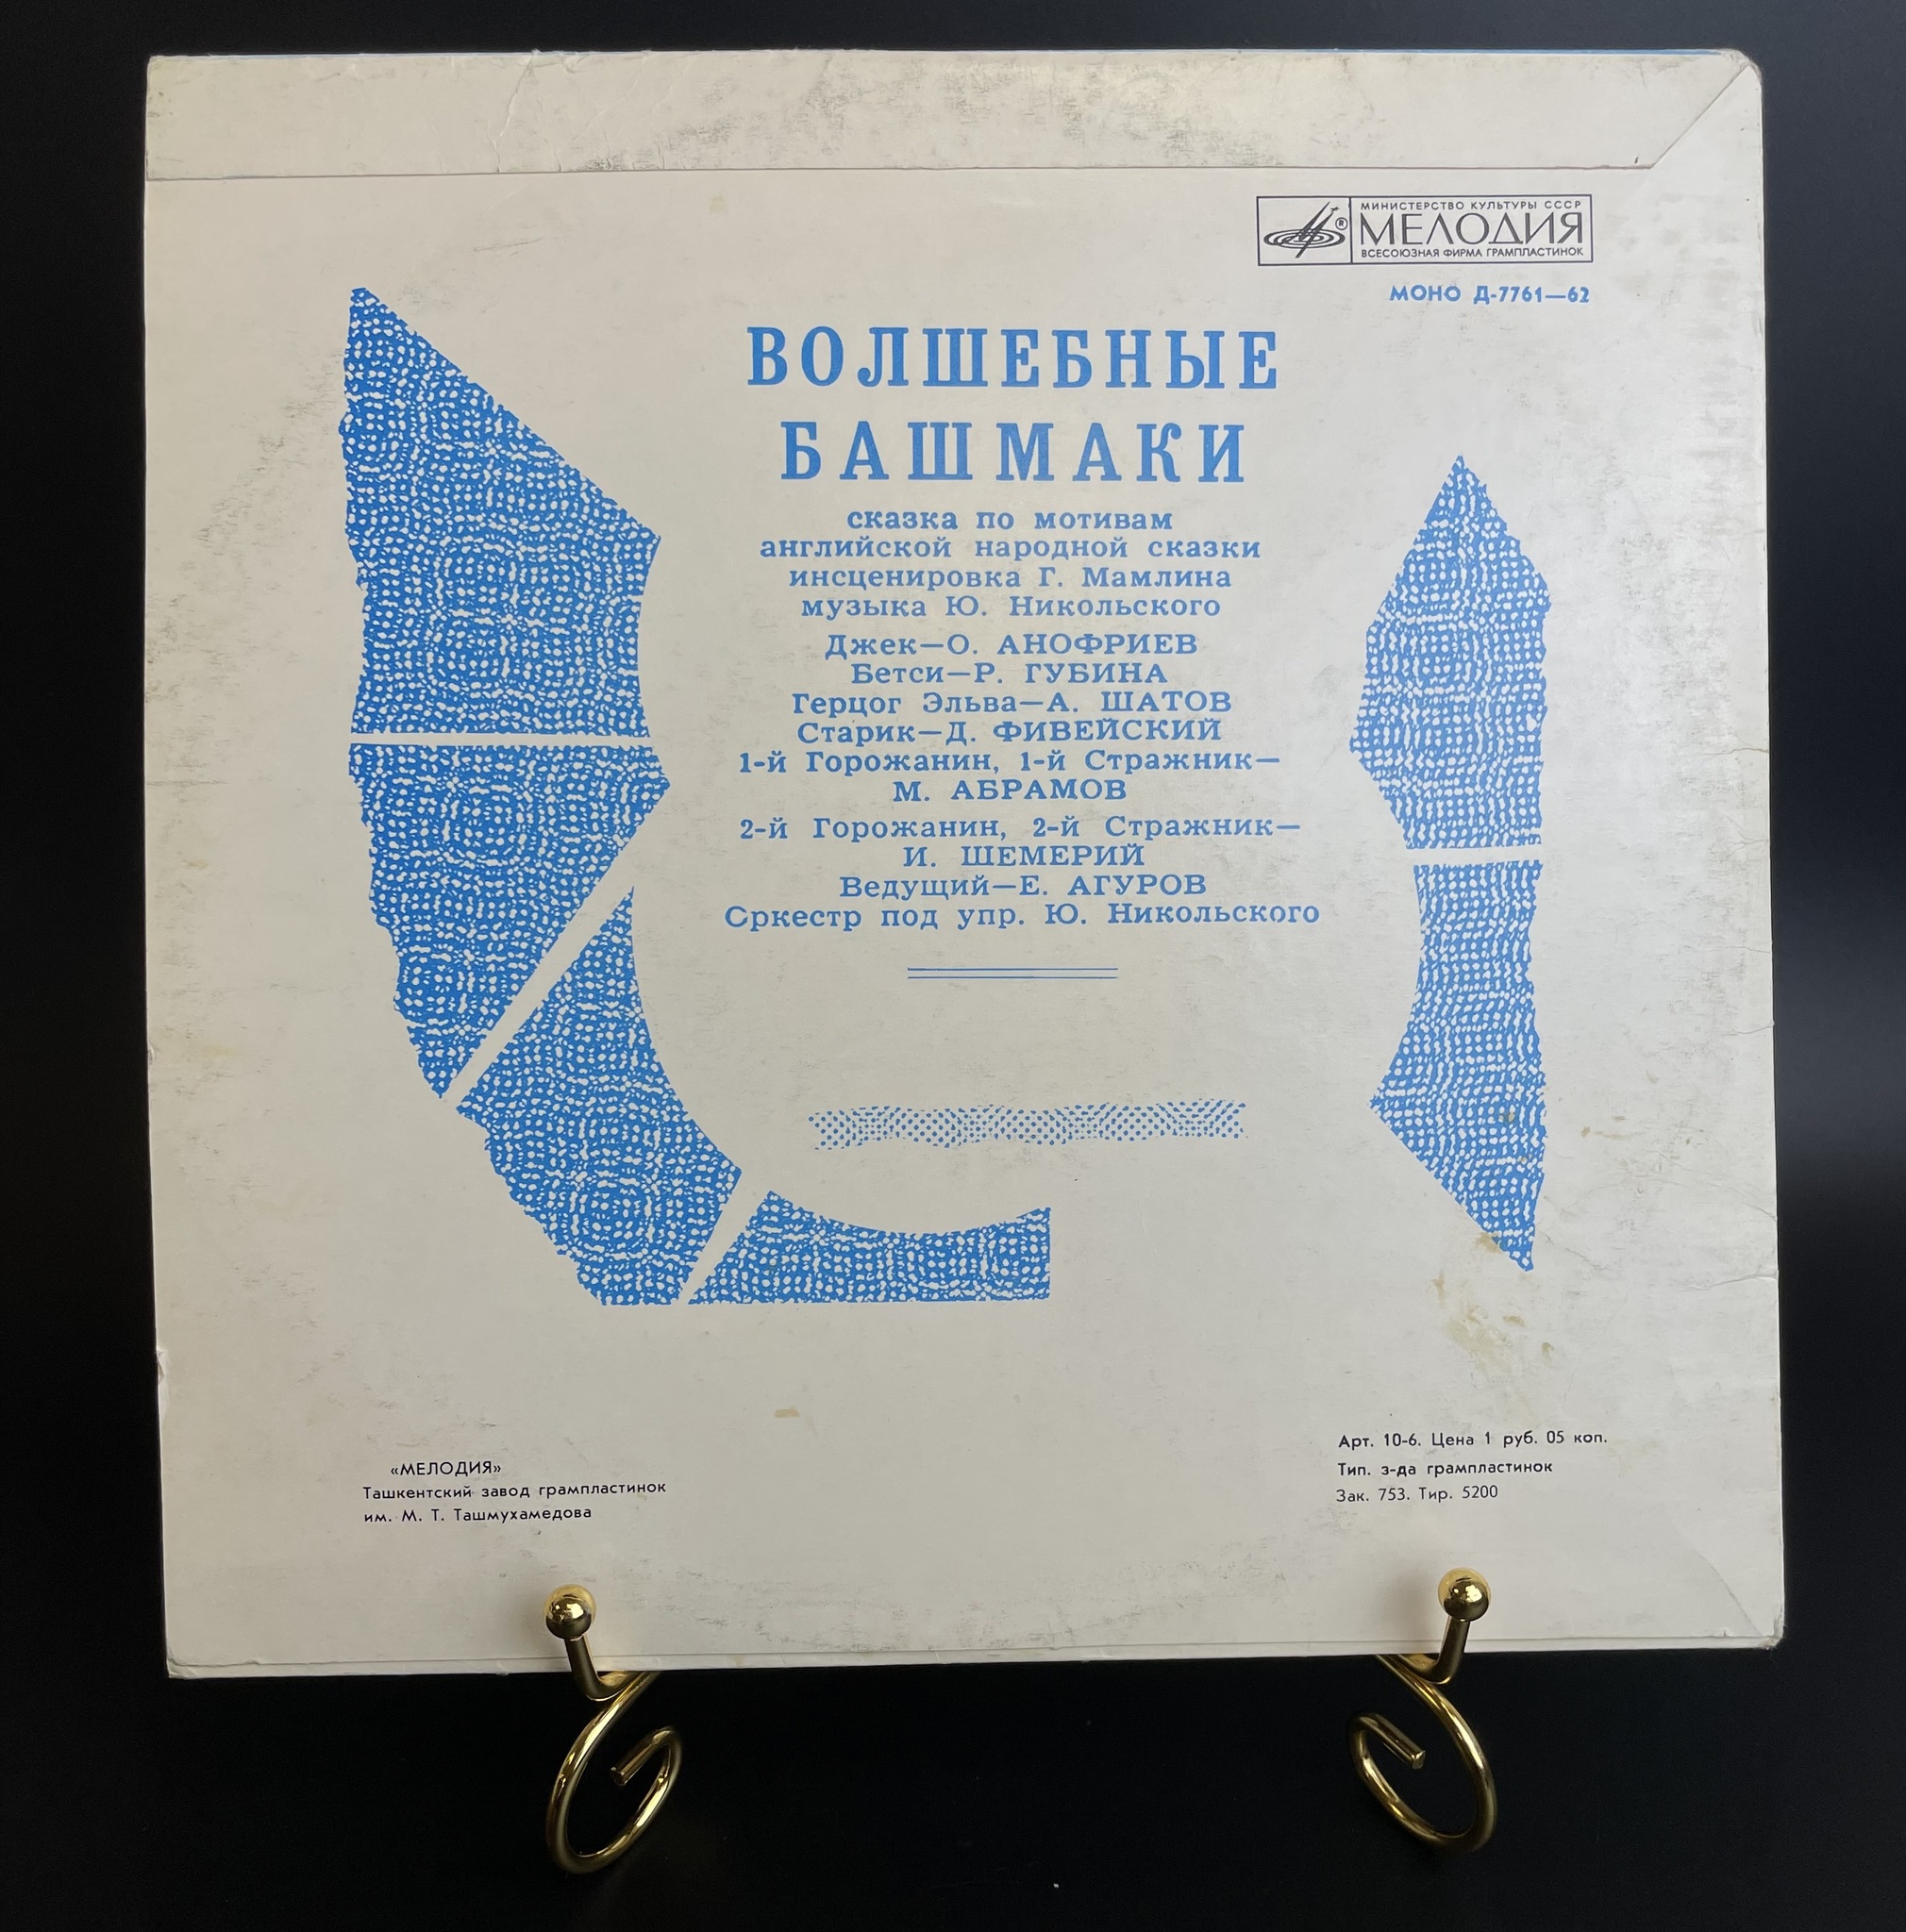 МИНИСТЕРСТВО КУЛЬТУРЫ СССР
МЕЛОДИЯ
ВСЕСОЮЗНАЯ ФИРМА ГРАМПЛАСТИНОК
МОНО Д-7761—62
ВОЛШЕБНЫЕ
БАШМАКИ
сказка по мотивам
английской народной сказки
инсценировка Г. Мамлина
музыка Ю. Никольского
Джек—О. АНОФРИЕВ
Бетси—Р. ГУБИНА
Герцог Эльва—А. ШАТОВ
Старик—Д. ФИВЕЙСКИЙ
1-й Горожанин, 1-й Стражник—
М. АБРАМОВ
2-й Горожанин, 2-й Стражник—
И. ШЕМЕРИЙ
Ведущий—Е. АГУРОВ
Сркестр под упр. Ю. Никольского
«МЕЛОДИЯ»
Ташкентский завод грампластинок
им. М. Т. Ташмухамедова
Арт. 10-6. Цена 1 руб. 05 коп.
Тип. з-да грампластинок
Зак. 753. Тир. 5200